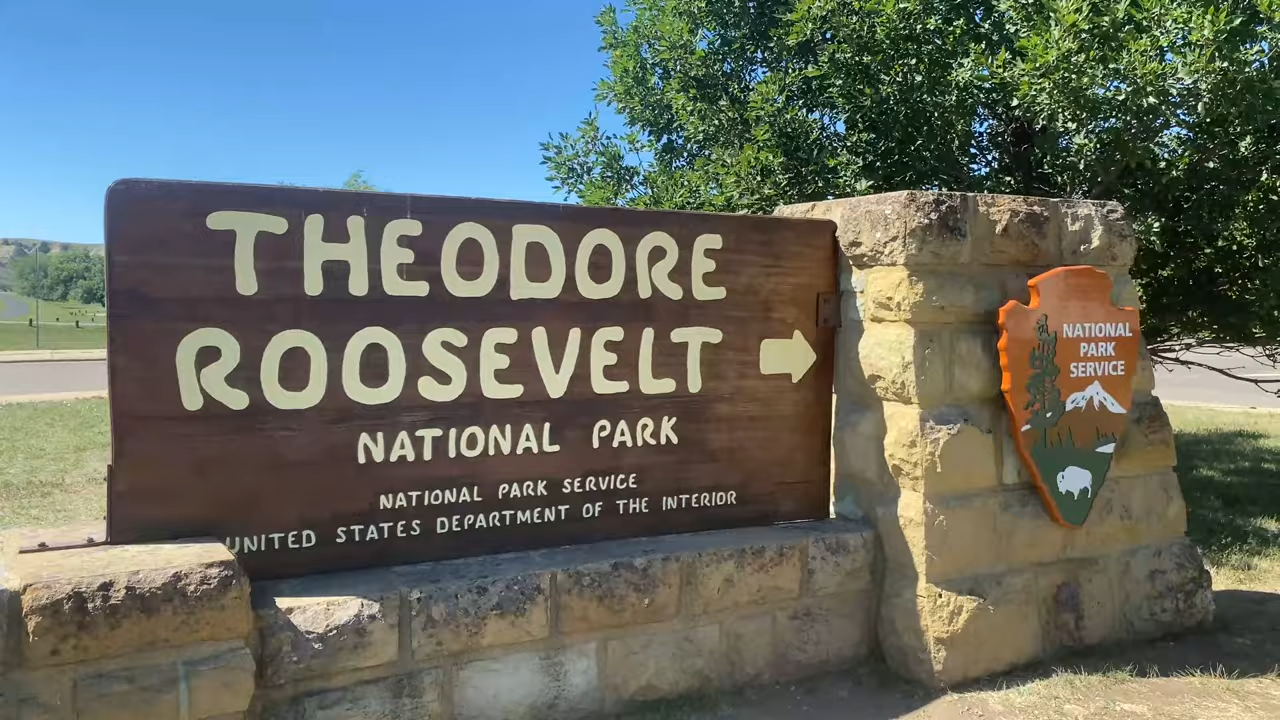 THEODORE
ROOSEVELT
NATIONAL PARK
NATIONAL PARK SERVICE
UNITED STATES DEPARTMENT OF THE INTERIOR
NATIONAL
PARK
SERVICE